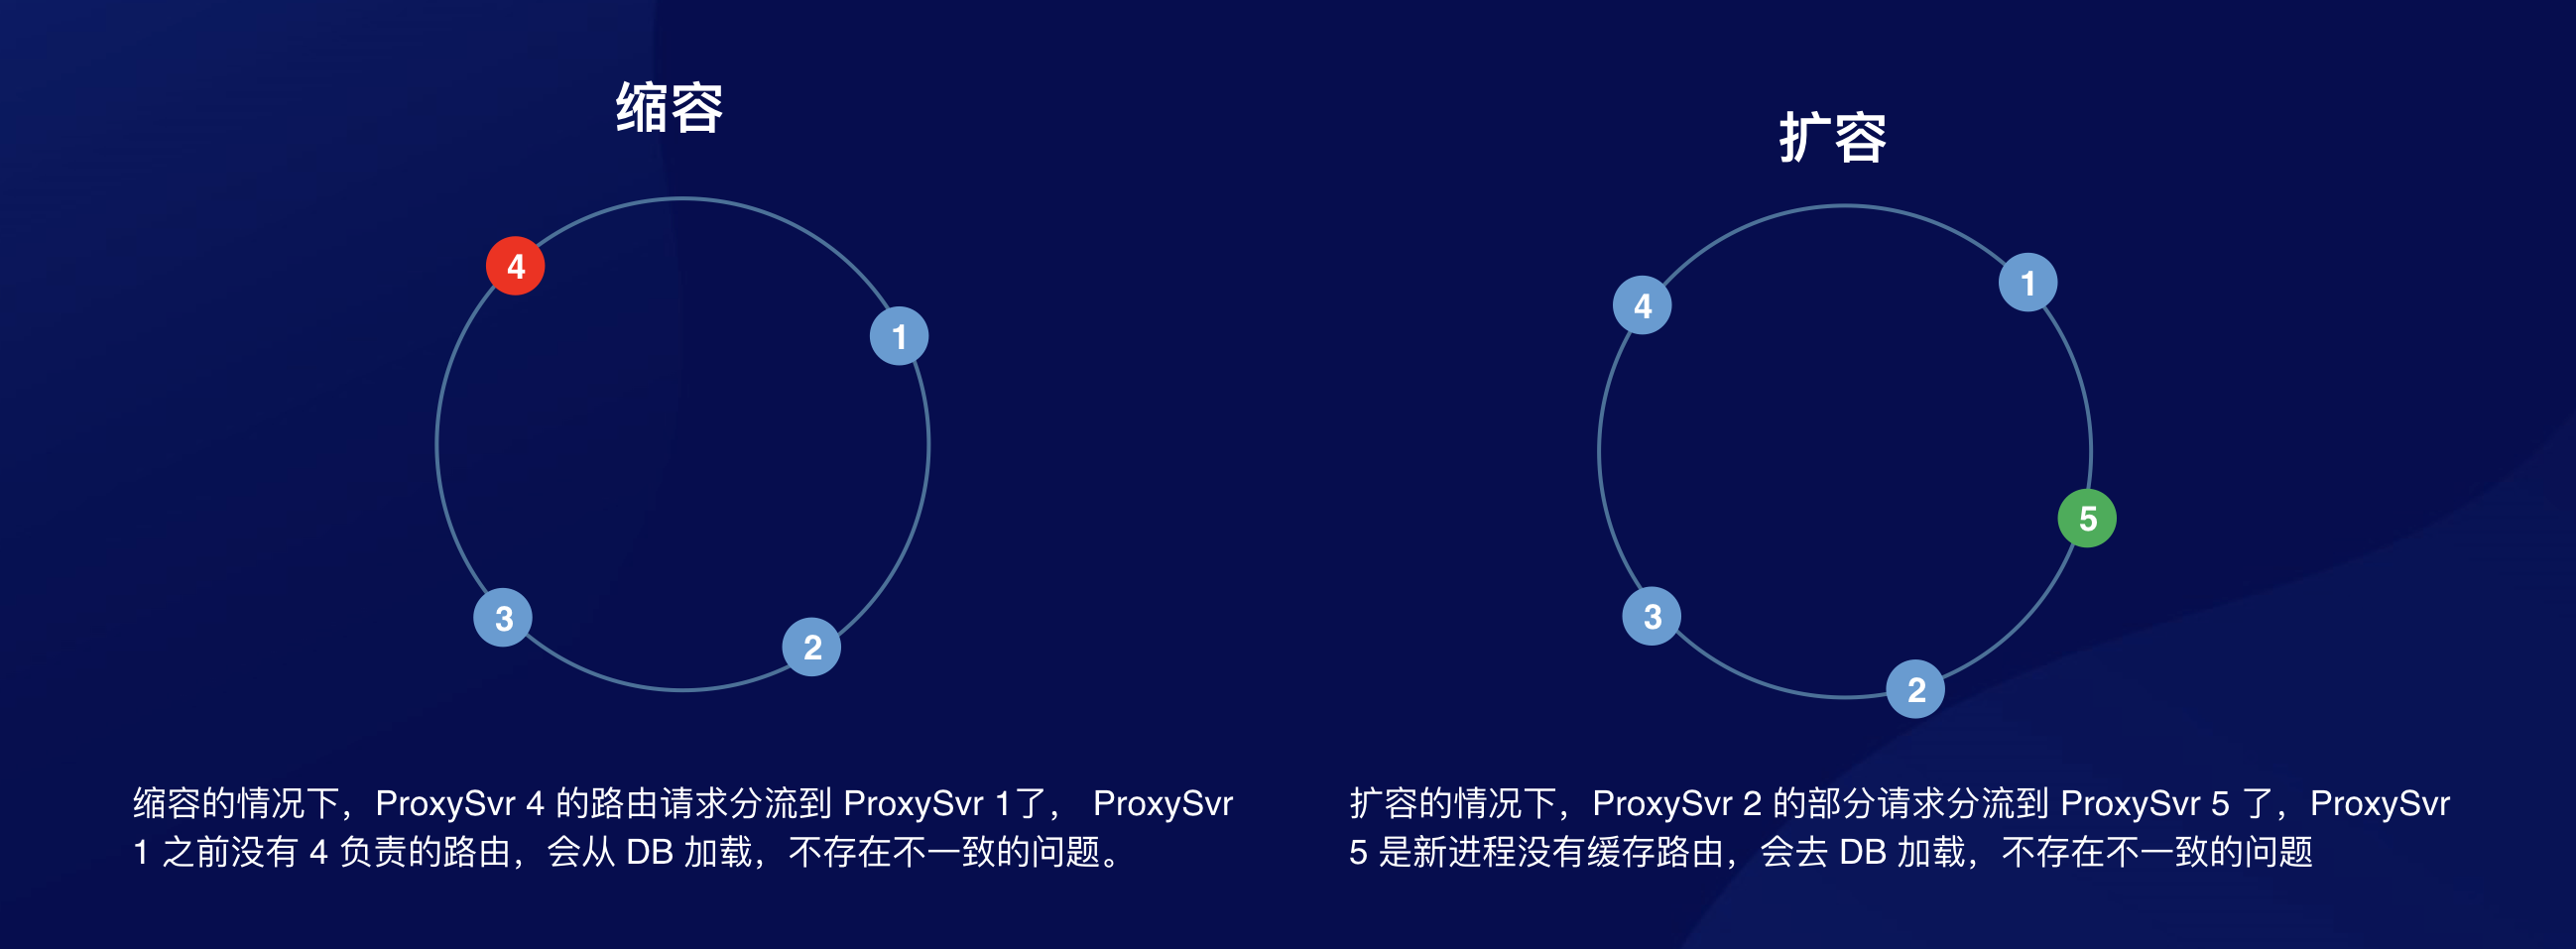 缩容
4
1
3
2
缩容的情况下，ProxySvr 4 的路由请求分流到 ProxySvr 1了， ProxySvr
1 之前没有 4 负责的路由，会从 DB 加载，不存在不一致的问题。
扩容
1
4
5
3
2
扩容的情况下，ProxySvr 2 的部分请求分流到 ProxySvr 5 了，ProxySvr
5 是新进程没有缓存路由，会去 DB 加载，不存在不一致的问题